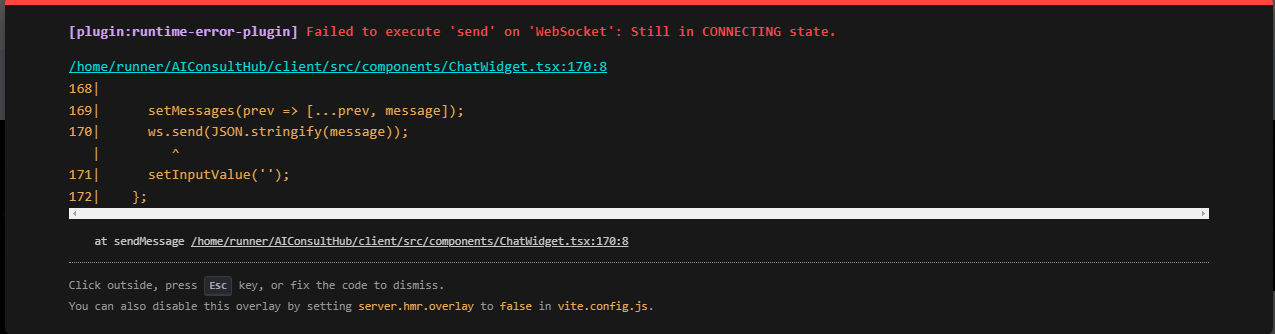 [plugin:runtime-error-plugin] Failed to execute 'send' on 'WebSocket': Still in CONNECTING state.
/home/runner/AIConsultHub/client/src/components/ChatWidget.tsx:170:8
168|
169|      setMessages(prev => [...prev, message]);
170|      ws.send(JSON.stringify(message));
   |         ^
171|      setInputValue('');
172|    };
at sendMessage /home/runner/AIConsultHub/client/src/components/ChatWidget.tsx:170:8
Click outside, press Esc key, or fix the code to dismiss.
You can also disable this overlay by setting server.hmr.overlay to false in vite.config.js.